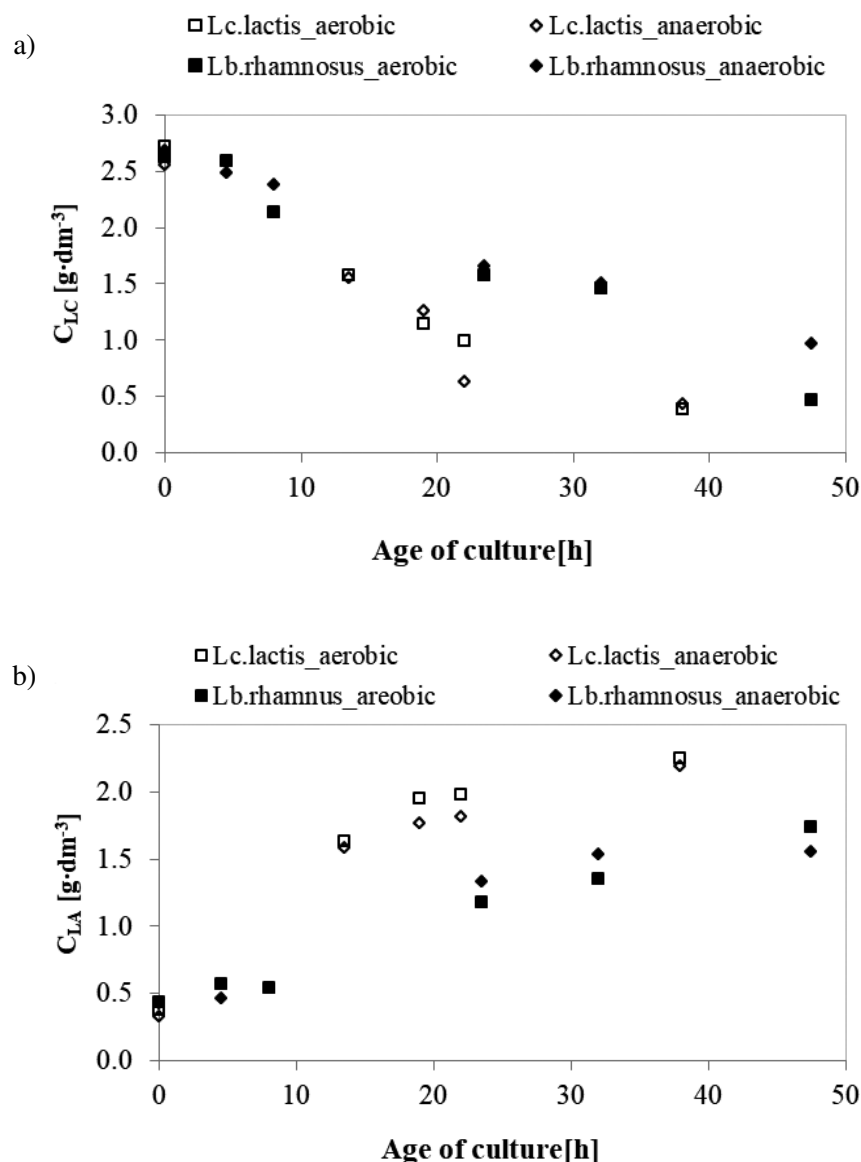 a)
Lc.lactis_aerobic Lc.lactis_anaerobic
Lb.rhamnosus_aerobic Lb.rhamnosus_anaerobic
3.0
2.5
2.0
1.5
1.0
0.5
0.0
C_LC [g·dm⁻³]
0 10 20 30 40 50
Age of culture[h]
b)
Lc.lactis_aerobic Lc.lactis_anaerobic
Lb.rhamnus_areobic Lb.rhamnosus_anaerobic
2.5
2.0
1.5
1.0
0.5
0.0
C_LA [g·dm⁻³]
0 10 20 30 40 50
Age of culture[h]